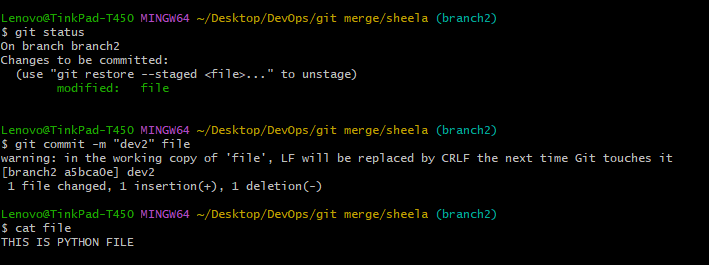 Lenovo@TinkPad-T450 MINGW64 ~/Desktop/DevOps/git merge/sheela (branch2)
$ git status
On branch branch2
Changes to be committed:
  (use "git restore --staged <file>..." to unstage)
        modified:   file
Lenovo@TinkPad-T450 MINGW64 ~/Desktop/DevOps/git merge/sheela (branch2)
$ git commit -m "dev2" file
warning: in the working copy of 'file', LF will be replaced by CRLF the next time Git touches it
[branch2 a5bca0e] dev2
 1 file changed, 1 insertion(+), 1 deletion(-)
Lenovo@TinkPad-T450 MINGW64 ~/Desktop/DevOps/git merge/sheela (branch2)
$ cat file
THIS IS PYTHON FILE